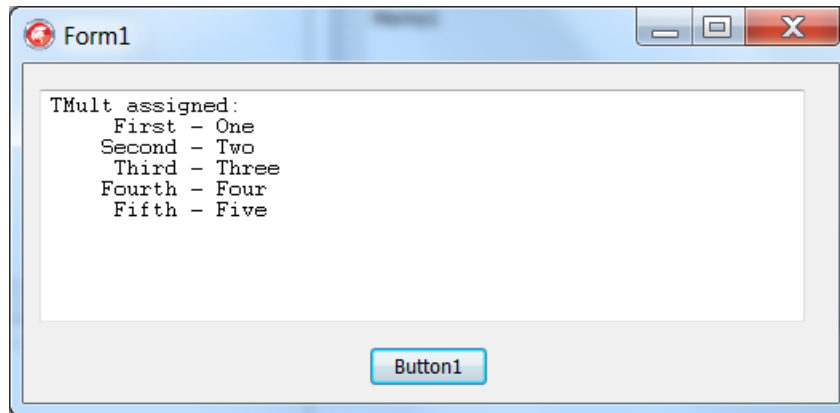 Form1
TMult assigned:
First - One
Second - Two
Third - Three
Fourth - Four
Fifth - Five
Button1